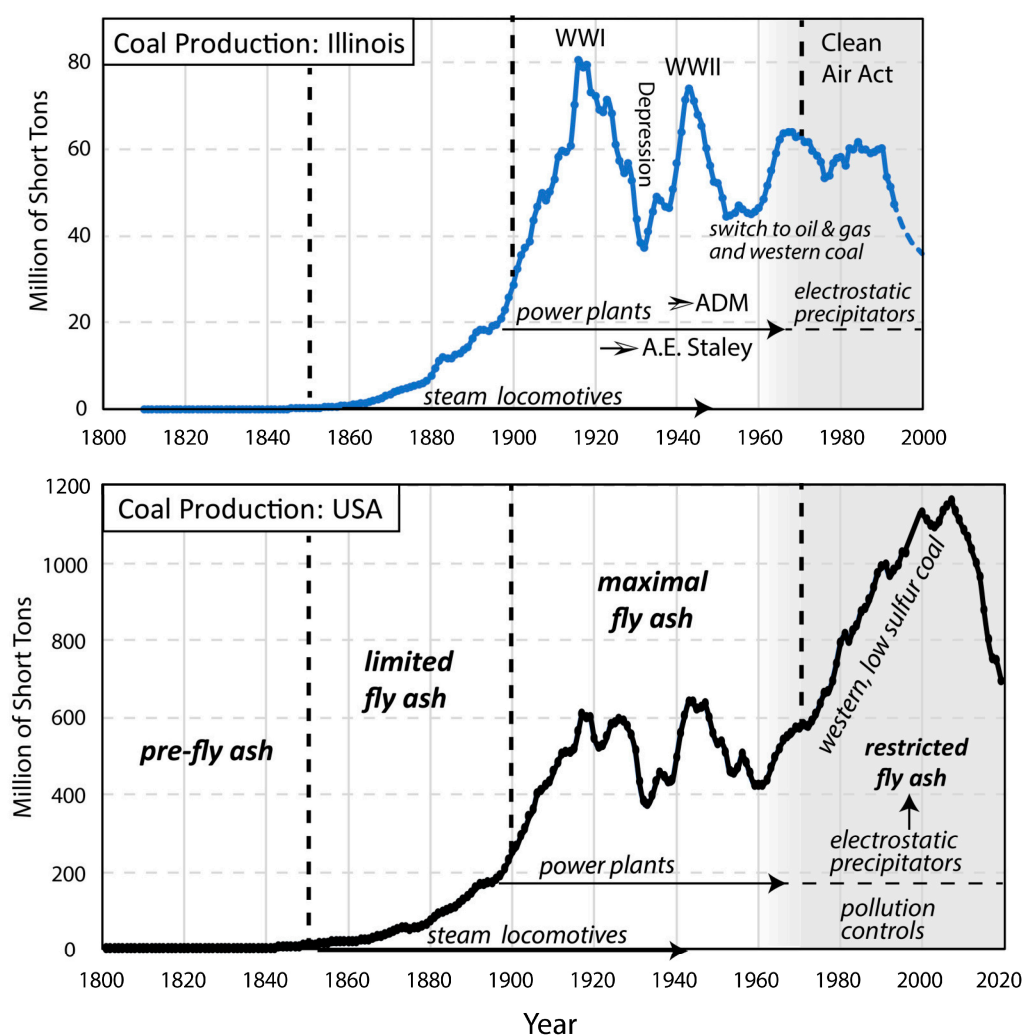 Coal Production: Illinois
WWI
WWII
Depression
Clean
Air Act
Million of Short Tons
80
60
40
20
0
switch to oil & gas
and western coal
electrostatic
precipitators
power plants
ADM
A.E. Staley
steam locomotives
1800 1820 1840 1860 1880 1900 1920 1940 1960 1980 2000
Coal Production: USA
Million of Short Tons
1200
1000
800
600
400
200
0
pre-fly ash
limited
fly ash
maximal
fly ash
western, low sulfur coal
restricted
fly ash
electrostatic
precipitators
power plants
pollution
controls
steam locomotives
1800 1820 1840 1860 1880 1900 1920 1940 1960 1980 2000 2020
Year